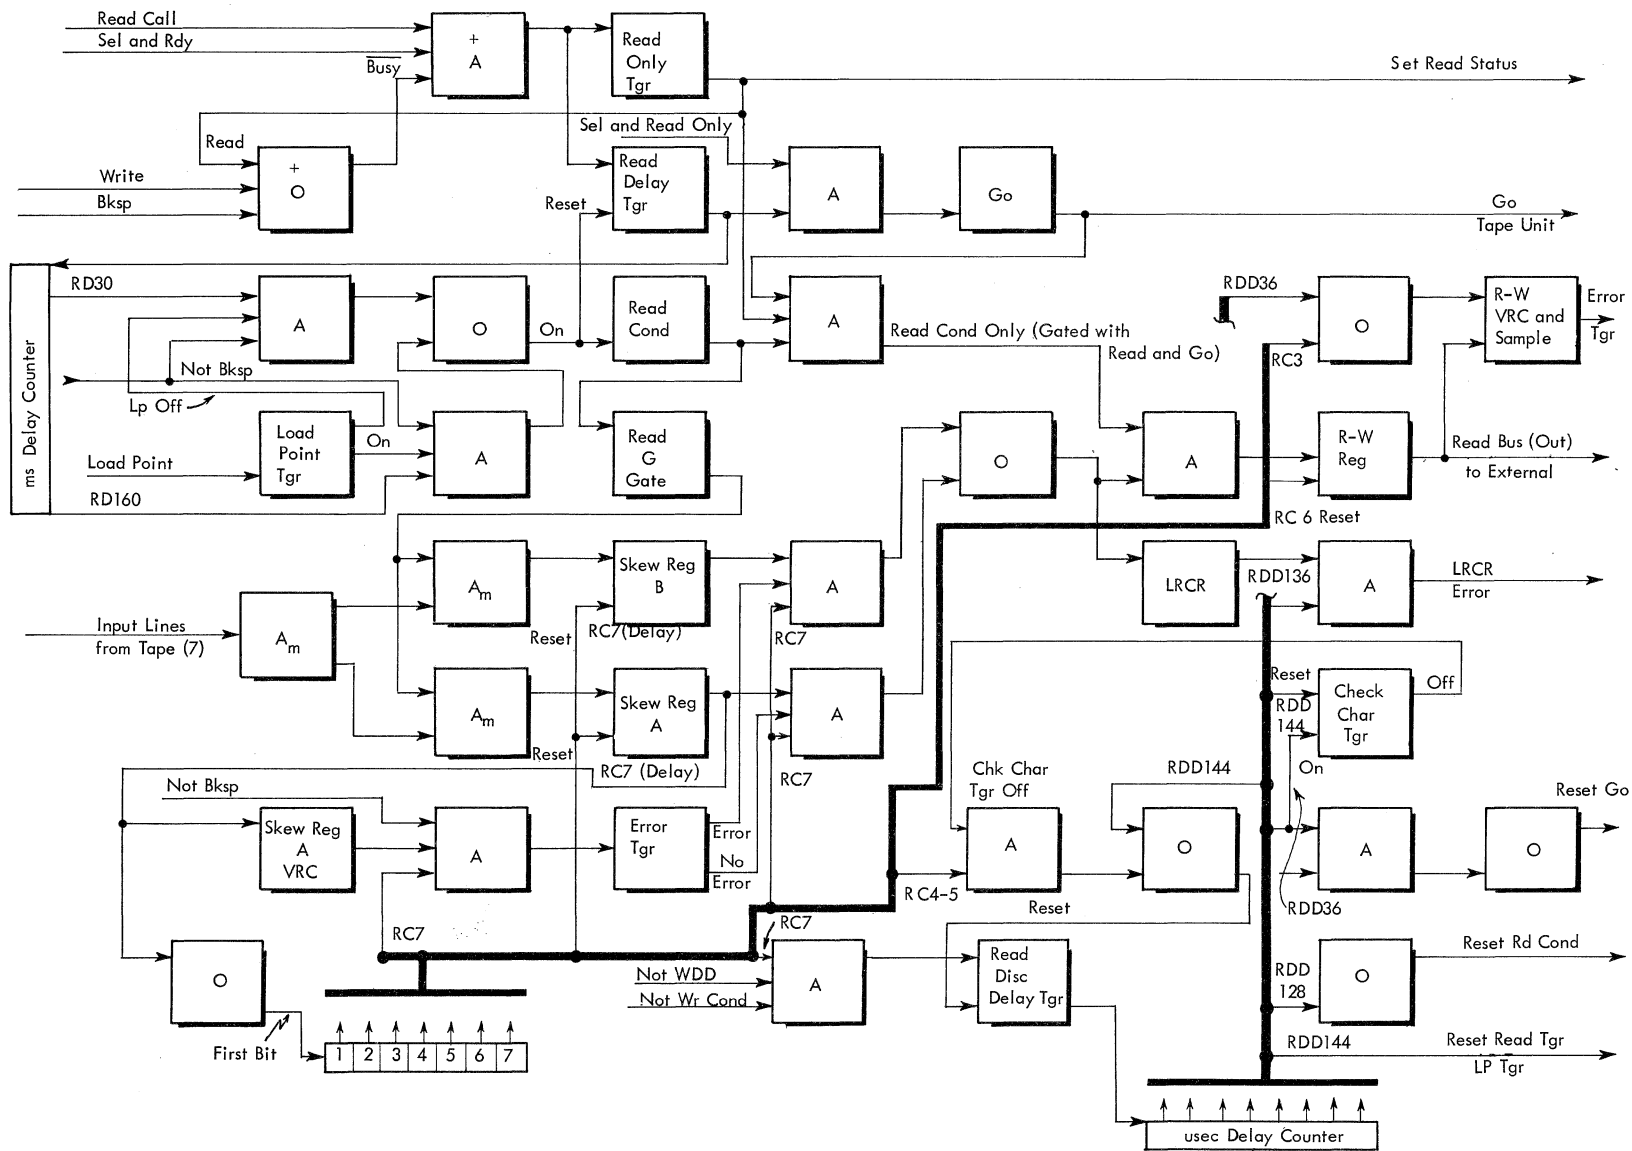 Read Call
Sel and Rdy
Busy
+
A
Read
Only
Tgr
Set Read Status
Read
Write
Bksp
+
O
Sel and Read Only
Read
Delay
Tgr
Reset
A
Go
Go
Tape Unit
ms Delay Counter
RD30
A
O
On
Read
Cond
A
Read Cond Only (Gated with
Read and Go)
RDD36
RC3
O
R-W
VRC and
Sample
Error
Tgr
Not Bksp
Lp Off
Load Point
RD160
Load
Point
Tgr
On
A
Read
G
Gate
O
A
R-W
Reg
Read Bus (Out)
to External
RC 6 Reset
Input Lines
from Tape (7)
Am
Am
Reset
Skew Reg
B
RC7(Delay)
A
RC7
LRCR
RDD136
A
LRCR
Error
Am
Reset
Skew Reg
A
RC7 (Delay)
A
RC7
Reset
RDD
144
Check
Char
Tgr
Off
On
Not Bksp
Skew Reg
A
VRC
A
Error
Tgr
Error
No
Error
Chk Char
Tgr Off
A
RC4-5
RDD144
O
Reset
RDD36
A
O
Reset Go
RC7
O
First Bit
1 2 3 4 5 6 7
RC7
Not WDD
Not Wr Cond
A
Read
Disc
Delay Tgr
RDD
128
O
Reset Rd Cond
RDD144
Reset Read Tgr
LP Tgr
usec Delay Counter